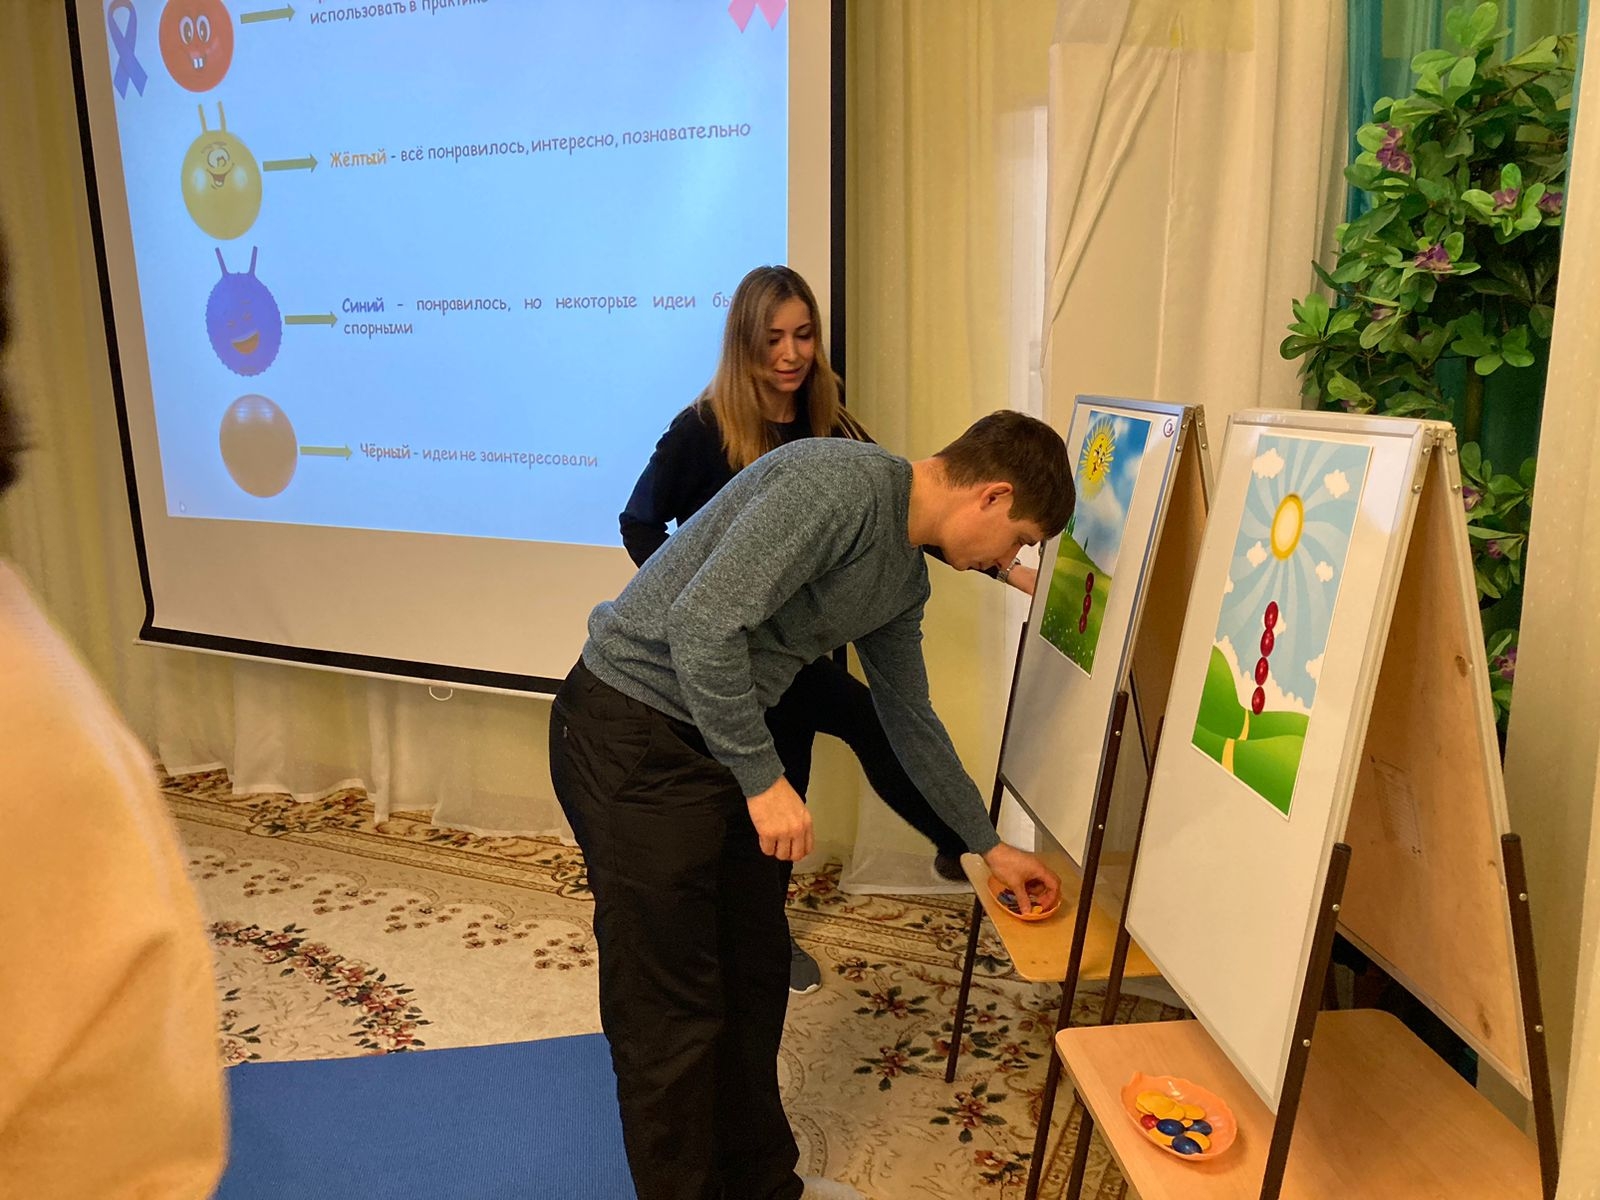 использовать в практике
Жёлтый - всё понравилось, интересно, познавательно
Синий - понравилось, но некоторые идеи
спорными
Чёрный - идеи не заинтересовали